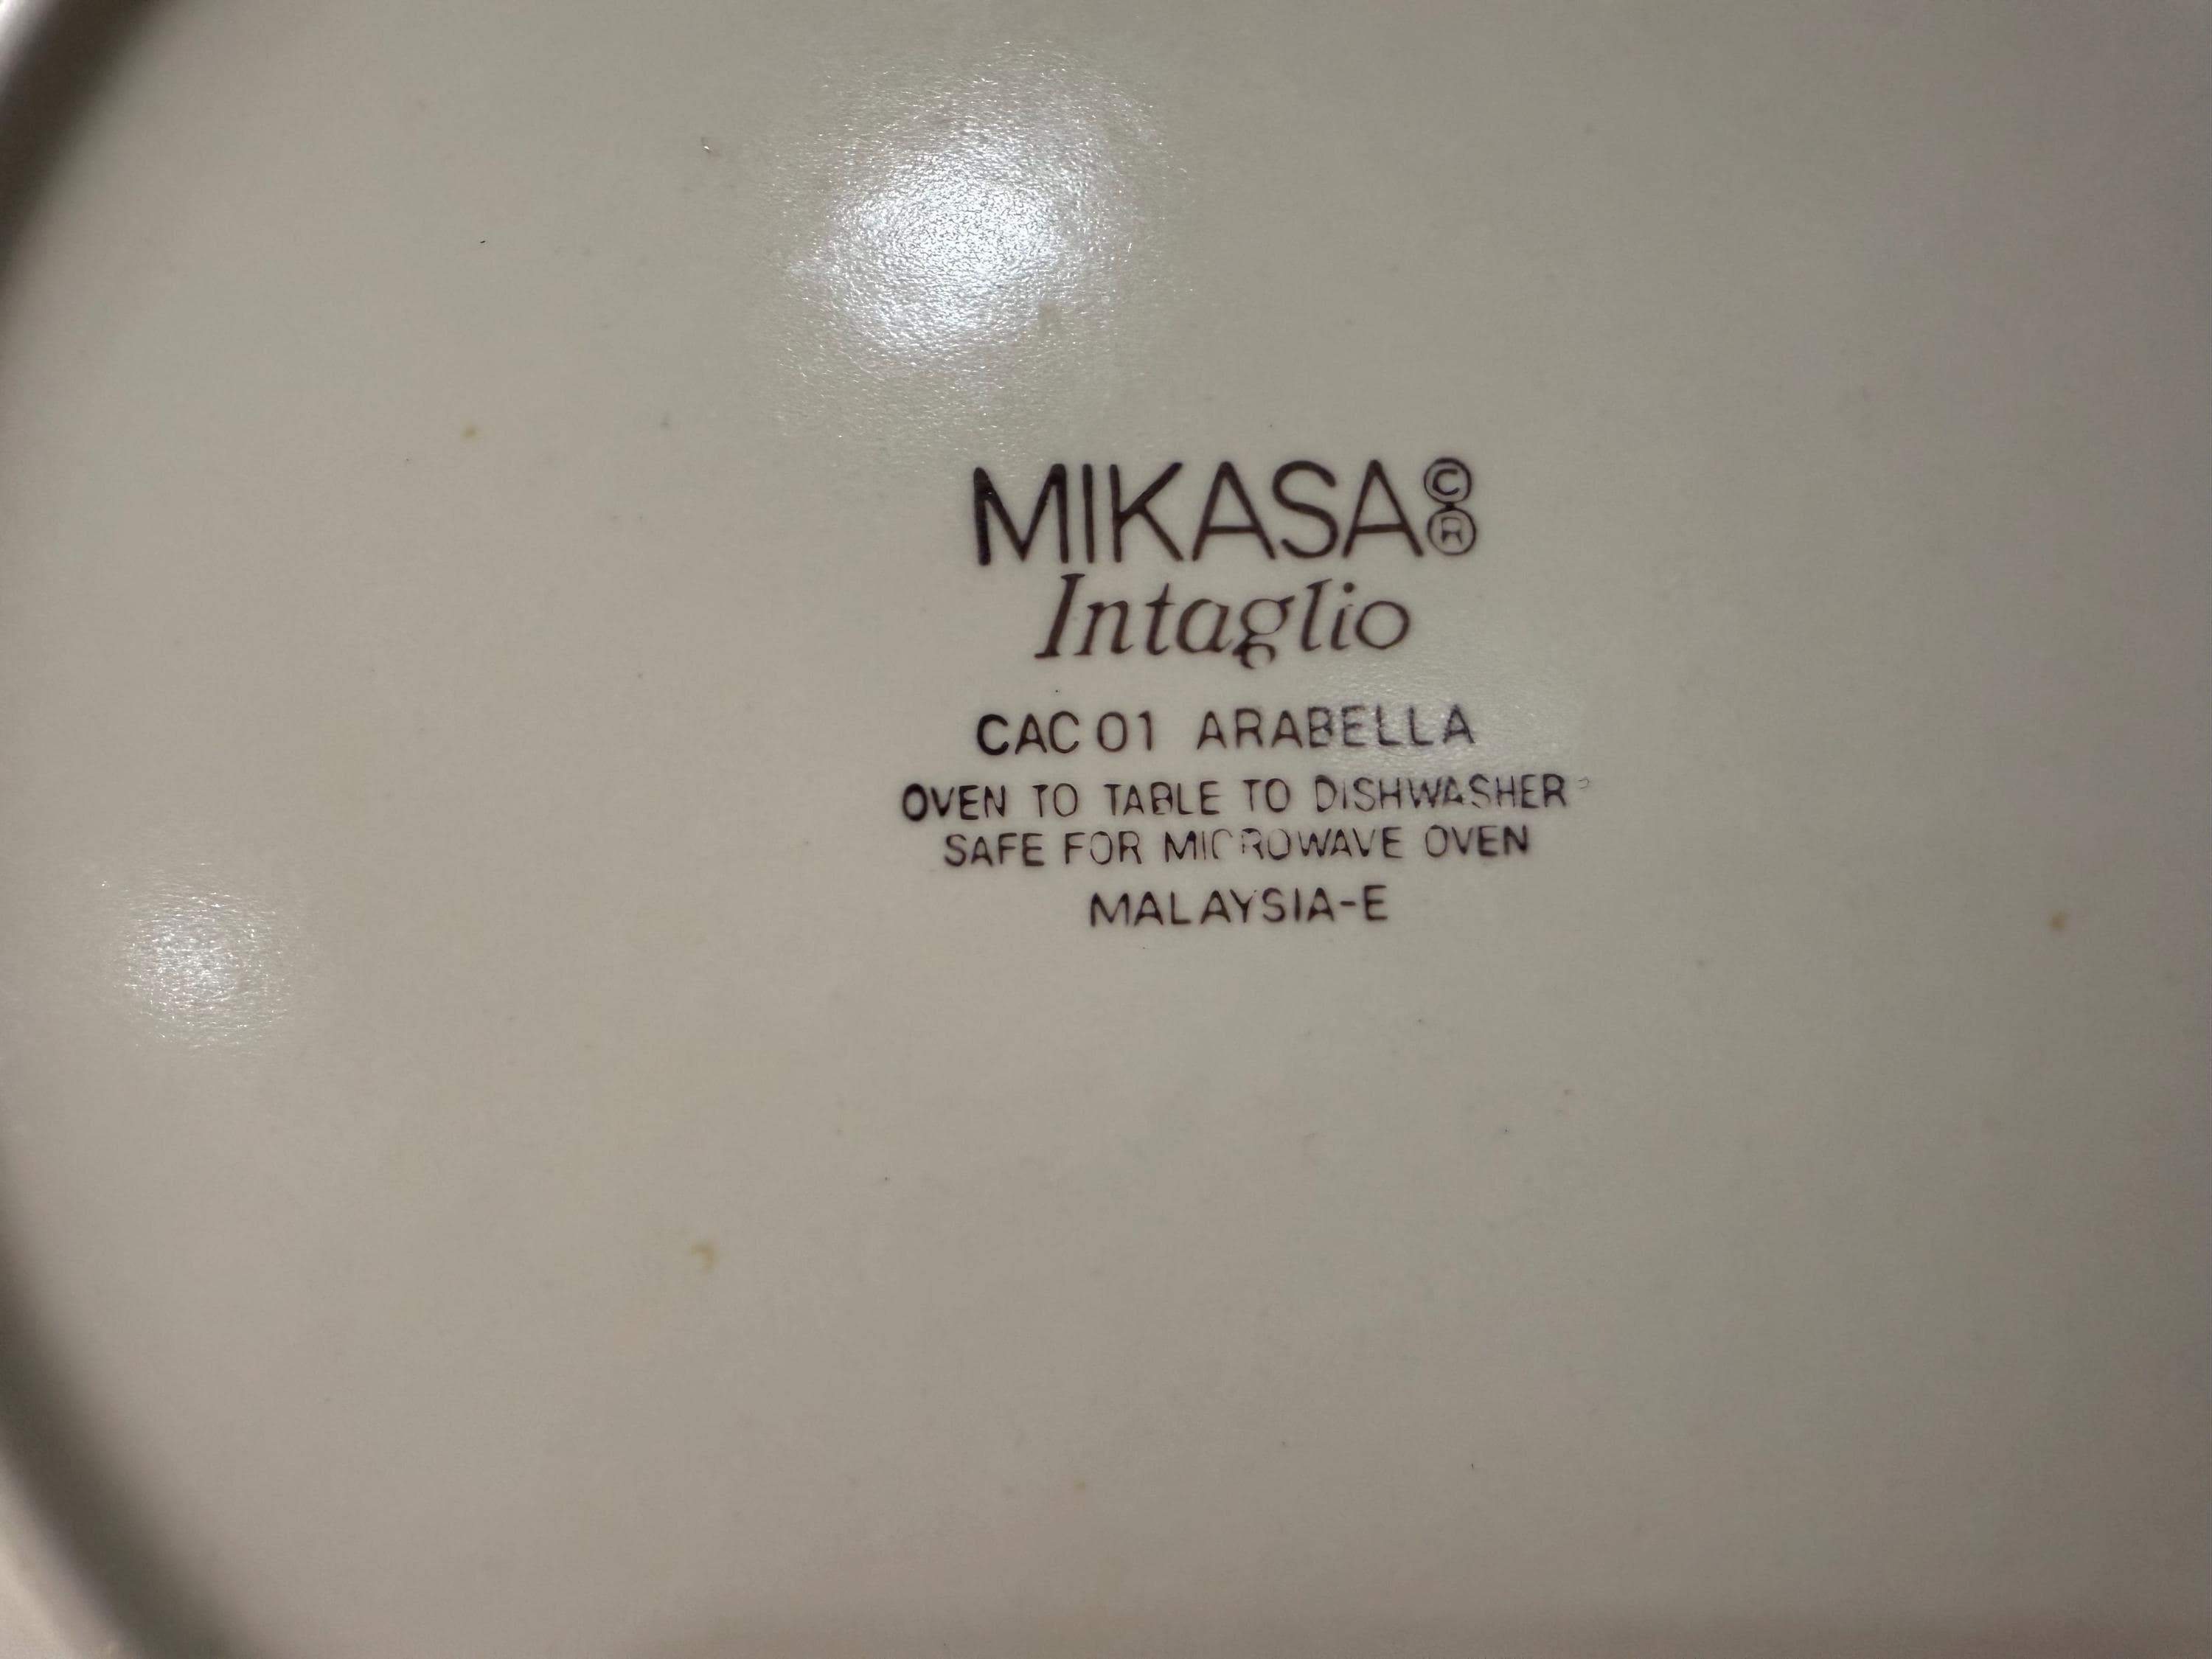 MIKASA©®
Intaglio
CAC 01 ARABELLA
OVEN TO TABLE TO DISHWASHER
SAFE FOR MICROWAVE OVEN
MALAYSIA-E